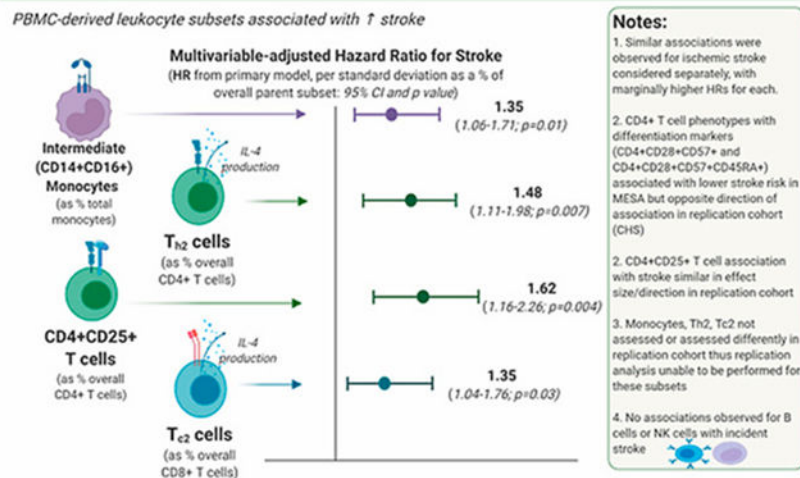 PBMC-derived leukocyte subsets associated with ↑ stroke
Multivariable-adjusted Hazard Ratio for Stroke
(HR from primary model, per standard deviation as a % of
overall parent subset: 95% CI and p value)
Intermediate
(CD14+CD16+)
Monocytes
(as % total
monocytes)
1.35
(1.06-1.71; p=0.01)
IL-4
production
Th2 cells
(as % overall
CD4+ T cells)
1.48
(1.11-1.98; p=0.007)
CD4+CD25+
T cells
(as % overall
CD4+ T cells)
1.62
(1.16-2.26; p=0.004)
IL-4
production
Tc2 cells
(as % overall
CD8+ T cells)
1.35
(1.04-1.76; p=0.03)
Notes:
1. Similar associations were
observed for ischemic stroke
considered separately, with
marginally higher HRs for each.
2. CD4+ T cell phenotypes with
differentiation markers
(CD4+CD28+CD57+ and
CD4+CD28+CD57+CD45RA+)
associated with lower stroke risk in
MESA but opposite direction of
association in replication cohort
(CHS)
2. CD4+CD25+ T cell association
with stroke similar in effect
size/direction in replication cohort
3. Monocytes, Th2, Tc2 not
assessed or assessed differently in
replication cohort thus replication
analysis unable to be performed for
these subsets
4. No associations observed for B
cells or NK cells with incident
stroke